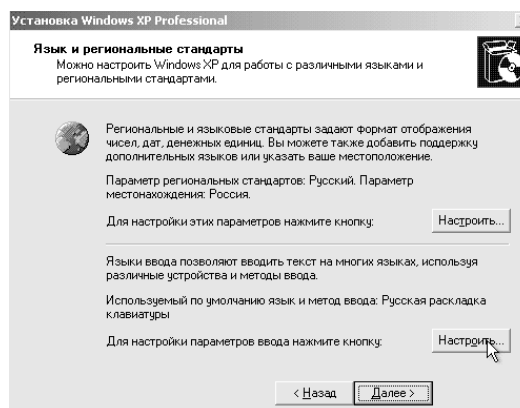 Установка Windows XP Professional
Язык и региональные стандарты
Можно настроить Windows XP для работы с различными языками и
региональными стандартами.
Региональные и языковые стандарты задают формат отображения
чисел, дат, денежных единиц. Вы можете также добавить поддержку
дополнительных языков или указать ваше местоположение.
Параметр региональных стандартов: Русский. Параметр
местонахождения: Россия.
Для настройки этих параметров нажмите кнопку:
Настроить...
Языки ввода позволяют вводить текст на многих языках, используя
различные устройства и методы ввода.
Используемый по умолчанию язык и метод ввода: Русская раскладка
клавиатуры
Для настройки параметров ввода нажмите кнопку:
Настроить...
< Назад
Далее >